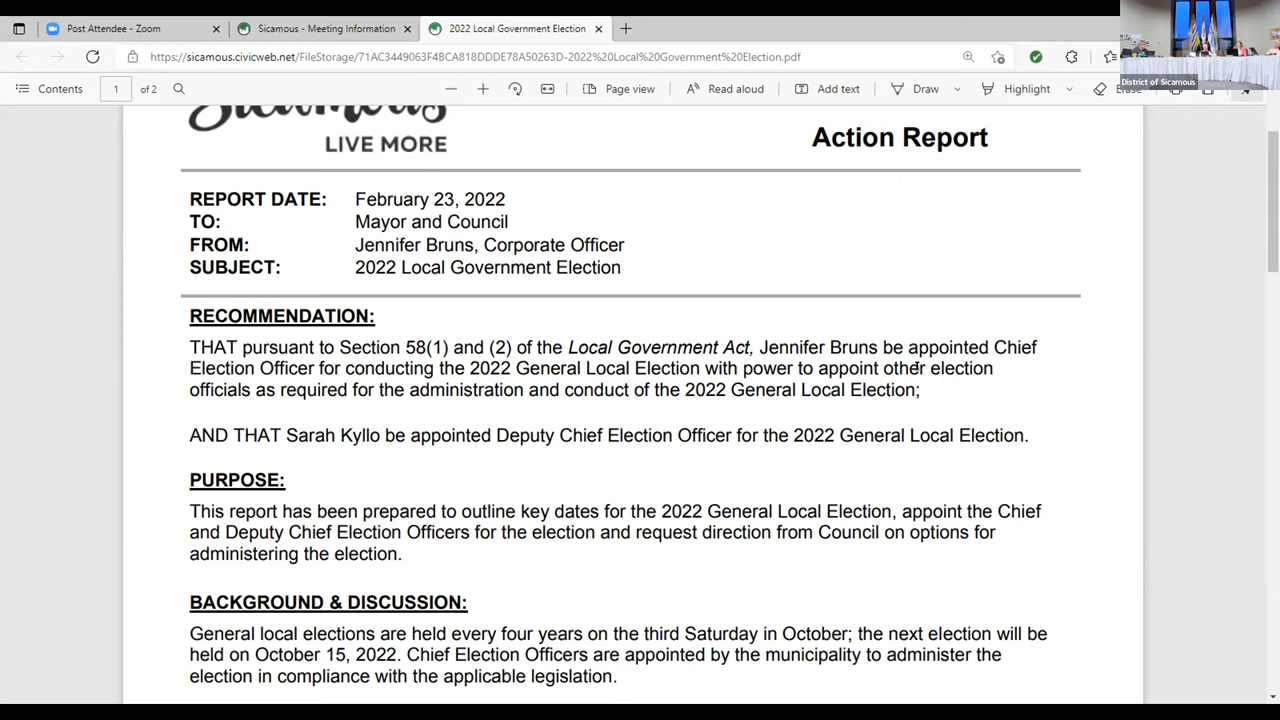 Post Attendee - Zoom
Sicamous - Meeting Information
2022 Local Government Election
https://sicamous.civicweb.net/FileStorage/71AC344906
District of Sicamous
Contents
1
of 2
Page view
Read aloud
Add text
Draw
Highlight
Erase
Sicamous
LIVE MORE
Action Report
REPORT DATE: February 23, 2022
TO: Mayor and Council
FROM: Jennifer Bruns, Corporate Officer
SUBJECT: 2022 Local Government Election
RECOMMENDATION:
THAT pursuant to Section 58(1) and (2) of the Local Government Act, Jennifer Bruns be appointed Chief
Election Officer for conducting the 2022 General Local Election with power to appoint other election
officials as required for the administration and conduct of the 2022 General Local Election;
AND THAT Sarah Kyllo be appointed Deputy Chief Election Officer for the 2022 General Local Election.
PURPOSE:
This report has been prepared to outline key dates for the 2022 General Local Election, appoint the Chief
and Deputy Chief Election Officers for the election and request direction from Council on options for
administering the election.
BACKGROUND & DISCUSSION:
General local elections are held every four years on the third Saturday in October; the next election will be
held on October 15, 2022. Chief Election Officers are appointed by the municipality to administer the
election in compliance with the applicable legislation.